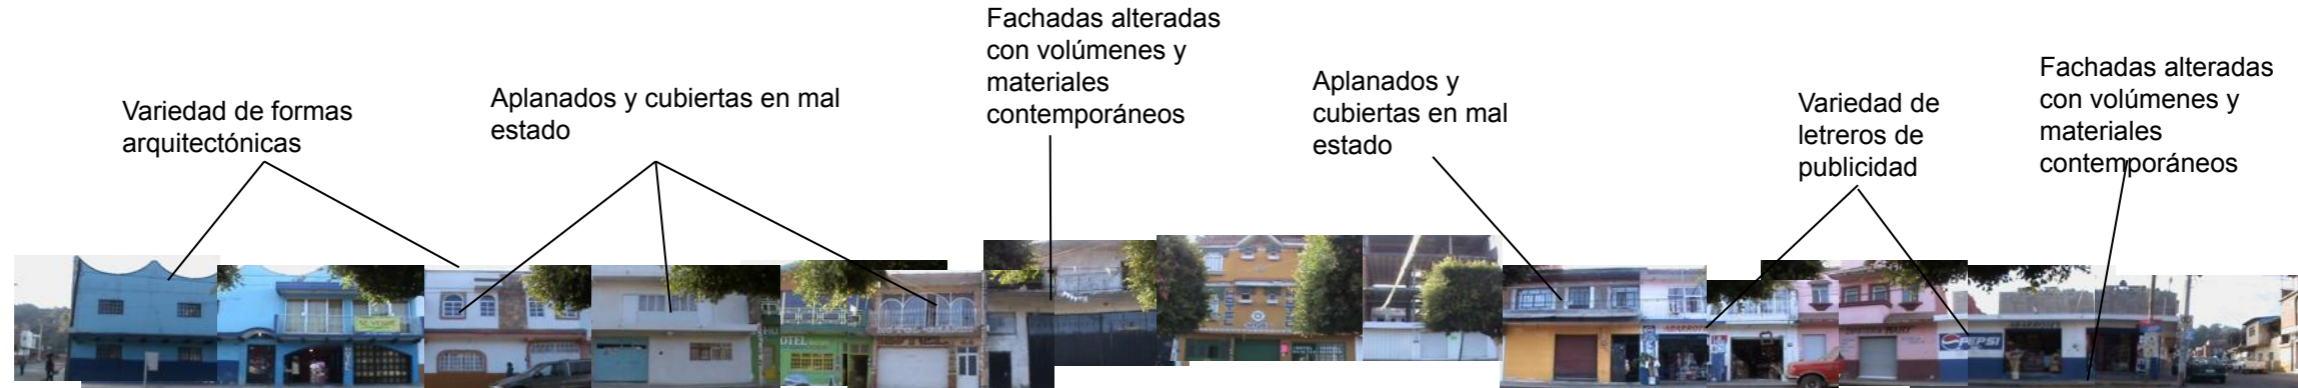 Variedad de formas
arquitectónicas
Aplanados y cubiertas en mal
estado
Fachadas alteradas
con volúmenes y
materiales
contemporáneos
Aplanados y
cubiertas en mal
estado
Variedad de
letreros de
publicidad
Fachadas alteradas
con volúmenes y
materiales
contemporáneos
PEPSI